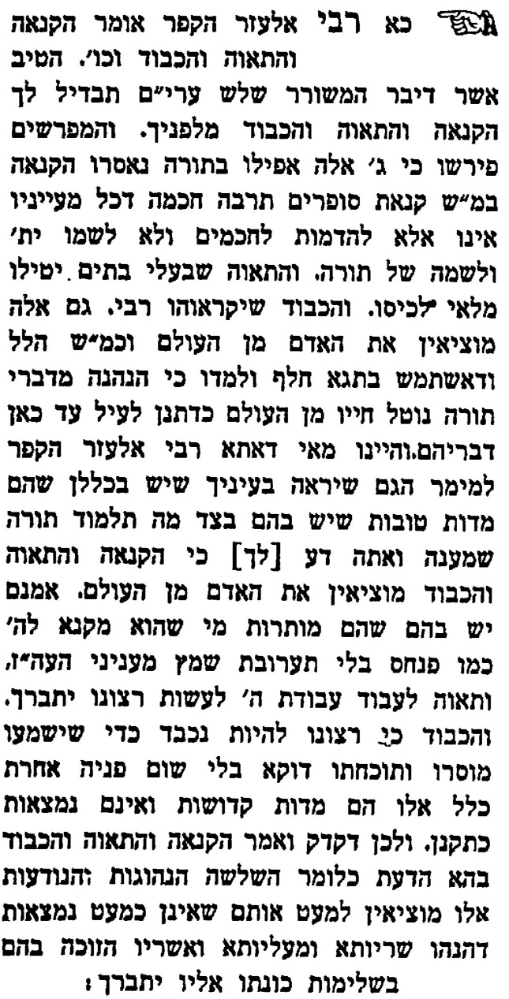 כא רבי אלעזר הקפר אומר הקנאה
והתאוה והכבוד וכו'. הטיב
אשר דיבר המשורר שלש ערי״ם תבדיל לך
הקנאה והתאוה והכבוד מלפניך. והמפרשים
פירשו כי ג' אלה אפילו בתורה נאסרו הקנאה
במ״ש קנאת סופרים תרבה חכמה דכל מעייניו
אינו אלא להדמות לחכמים ולא לשמו ית'
ולשמה של תורה. והתאוה שבעלי בתים יטילו
מלאי לכיסו. והכבוד שיקראוהו רבי. גם אלה
מוציאין את האדם מן העולם וכמ״ש הלל
ודאשתמש בתגא חלף ולמדו כי הנהנה מדברי
תורה נוטל חייו מן העולם כדתנן לעיל עד כאן
דבריהם.והיינו מאי דאתא רבי אלעזר הקפר
למימר הגם שיראה בעיניך שיש בכללן שהם
מדות טובות שיש בהם בצד מה תלמוד תורה
שמענה ואתה דע [לך] כי הקנאה והתאוה
והכבוד מוציאין את האדם מן העולם. אמנם
יש בהם שהם מותרות מי שהוא מקנא לה'
כמו פנחס בלי תערובת שמץ מעניני העה״ז,
ותאוה לעבוד עבודת ה' לעשות רצונו יתברך.
והכבוד כי רצונו להיות נכבד כדי שישמעו
מוסרו ותוכחתו דוקא בלי שום פניה אחרת
כלל אלו הם מדות קדושות ואינם נמצאות
כתקנן. ולכן דקדק ואמר הקנאה והתאוה והכבוד
בהא הדעת כלומר השלשה הנהוגות והנודעות
אלו מוציאין למעט אותם שאינן כמעט נמצאות
דהנהו שריותא ומעליותא ואשריו הזוכה בהם
בשלימות כונתו אליו יתברך: